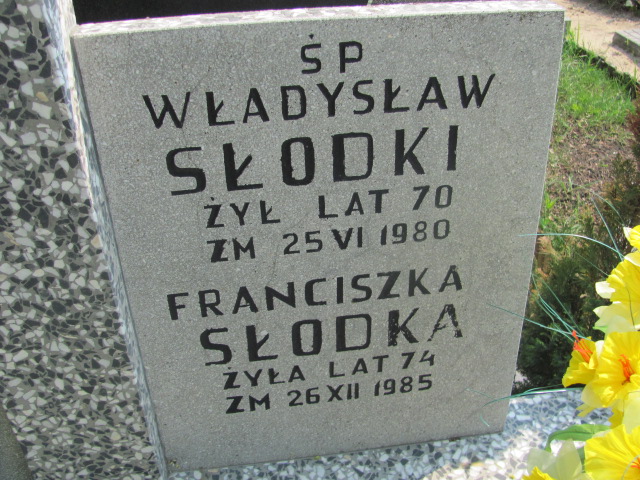 ŚP
WŁADYSŁAW
SŁODKI
ŻYŁ LAT 70
ZM 25 VI 1980
FRANCISZKA
SŁODKA
ŻYŁA LAT 74
ZM 26 XII 1985